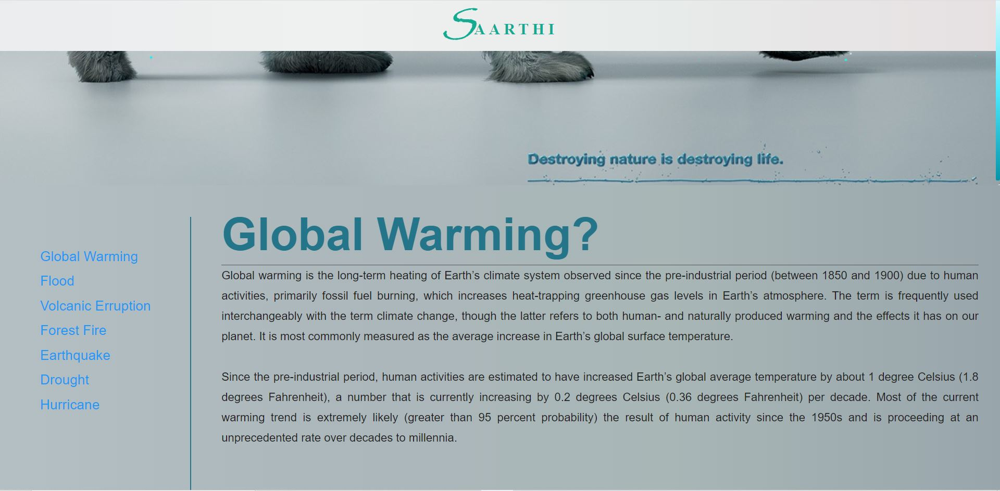 SAARTHI
Destroying nature is destroying life.
Global Warming
Flood
Volcanic Erruption
Forest Fire
Earthquake
Drought
Hurricane
Global Warming?
Global warming is the long-term heating of Earth’s climate system observed since the pre-industrial period (between 1850 and 1900) due to human
activities, primarily fossil fuel burning, which increases heat-trapping greenhouse gas levels in Earth’s atmosphere. The term is frequently used
interchangeably with the term climate change, though the latter refers to both human- and naturally produced warming and the effects it has on our
planet. It is most commonly measured as the average increase in Earth’s global surface temperature.
Since the pre-industrial period, human activities are estimated to have increased Earth’s global average temperature by about 1 degree Celsius (1.8
degrees Fahrenheit), a number that is currently increasing by 0.2 degrees Celsius (0.36 degrees Fahrenheit) per decade. Most of the current
warming trend is extremely likely (greater than 95 percent probability) the result of human activity since the 1950s and is proceeding at an
unprecedented rate over decades to millennia.